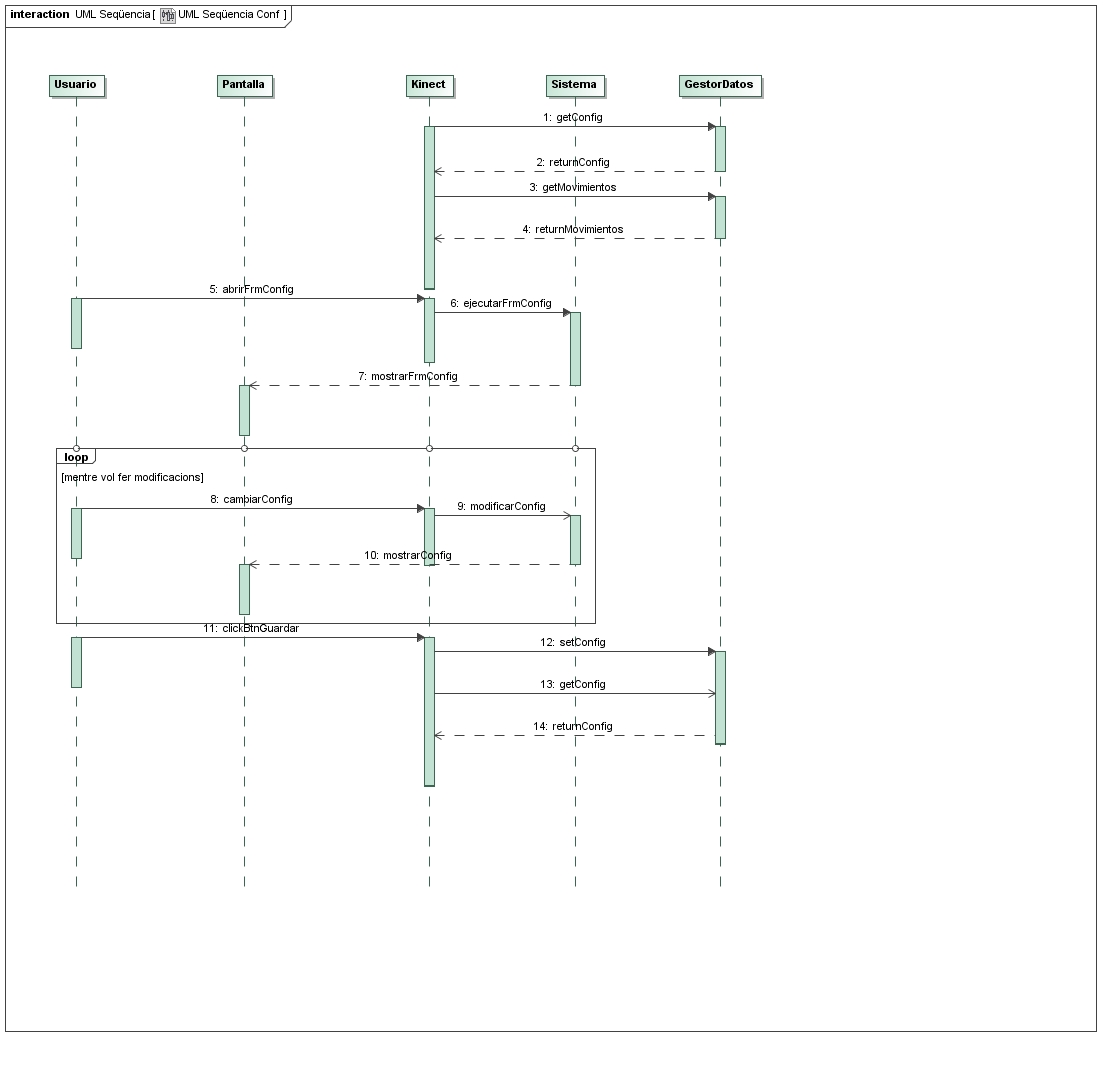 interaction UML Seqüencia[ UML Seqüencia Conf ]
Usuario Pantalla Kinect Sistema GestorDatos
1: getConfig
2: returnConfig
3: getMovimientos
4: returnMovimientos
5: abrirFrmConfig
6: ejecutarFrmConfig
7: mostrarFrmConfig
loop
[mentre vol fer modificacions]
8: cambiarConfig
9: modificarConfig
10: mostrarConfig
11: clickBtnGuardar
12: setConfig
13: getConfig
14: returnConfig